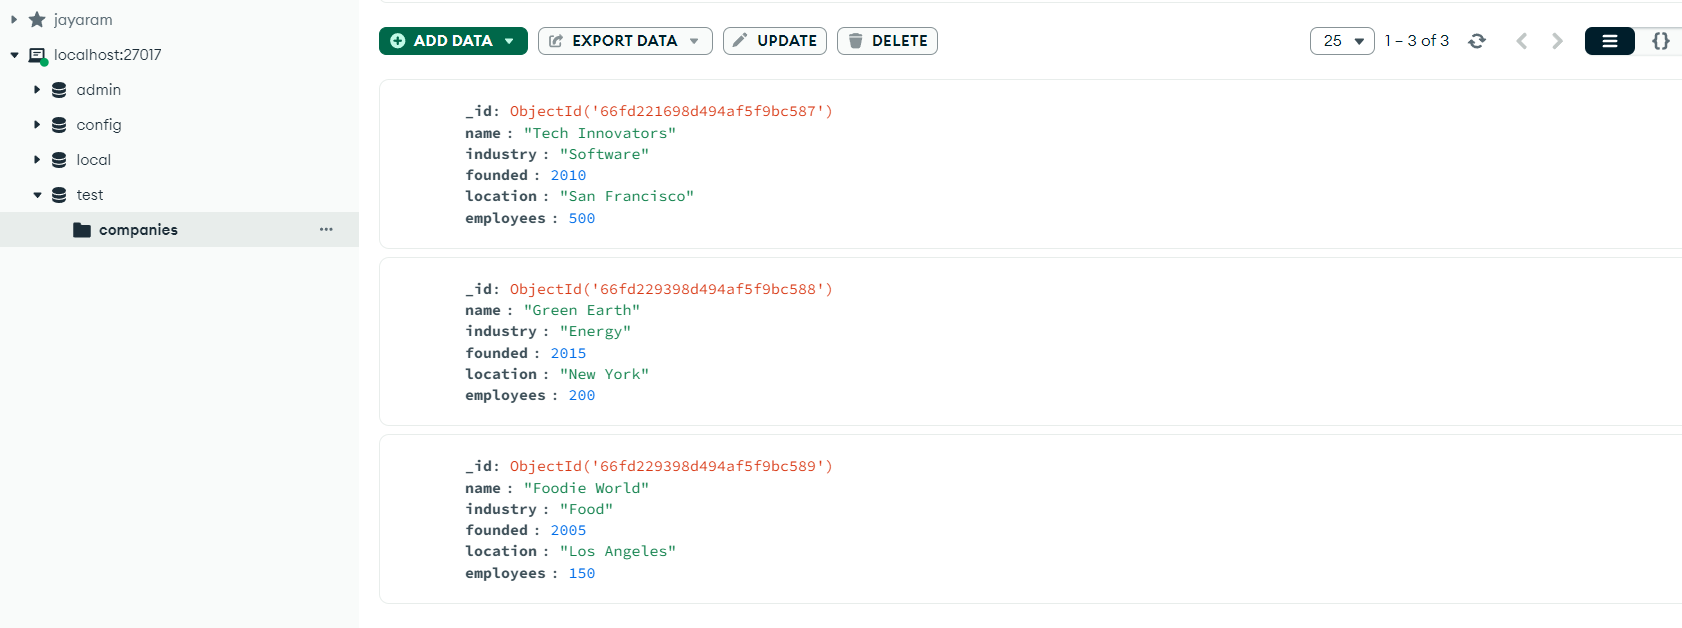 jayaram
localhost:27017
admin
config
local
test
companies
ADD DATA EXPORT DATA UPDATE DELETE 25 1 – 3 of 3 {}
_id: ObjectId('66fd221698d494af5f9bc587')
name : "Tech Innovators"
industry : "Software"
founded : 2010
location : "San Francisco"
employees : 500
_id: ObjectId('66fd229398d494af5f9bc588')
name : "Green Earth"
industry : "Energy"
founded : 2015
location : "New York"
employees : 200
_id: ObjectId('66fd229398d494af5f9bc589')
name : "Foodie World"
industry : "Food"
founded : 2005
location : "Los Angeles"
employees : 150